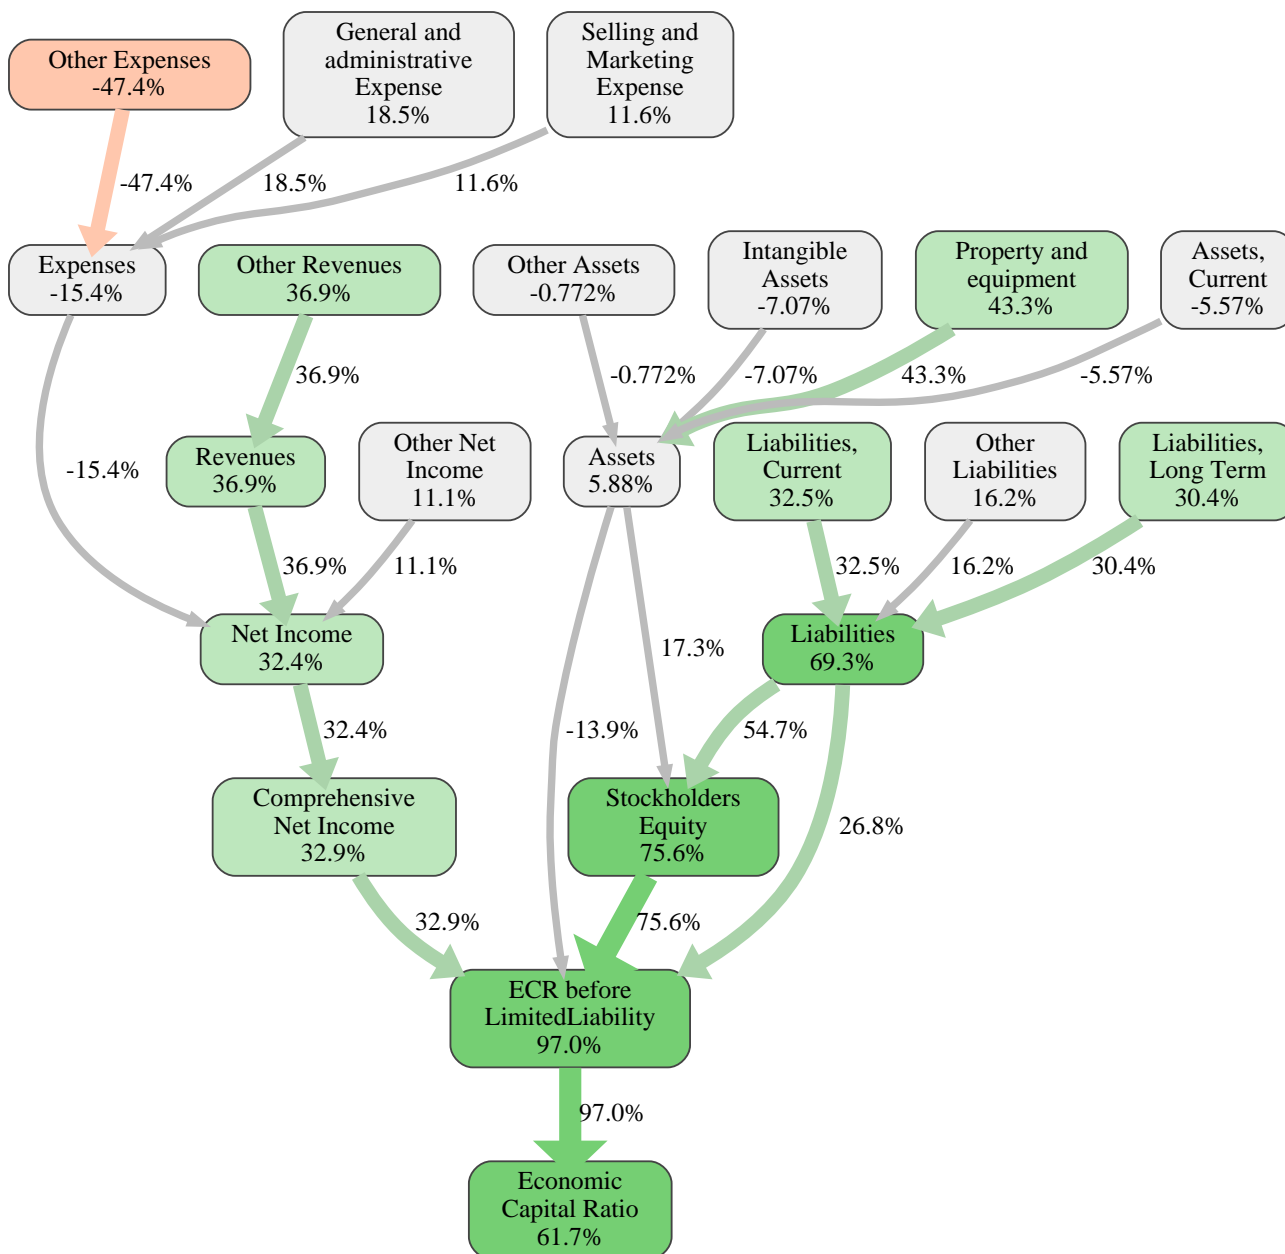 Other Expenses
-47.4%
General and
administrative
Expense
18.5%
Selling and
Marketing
Expense
11.6%
-47.4%
18.5%
11.6%
Expenses
-15.4%
Other Revenues
36.9%
Other Assets
-0.772%
Intangible
Assets
-7.07%
Property and
equipment
43.3%
Assets,
Current
-5.57%
36.9%
-0.772%
-7.07%
43.3%
-5.57%
-15.4%
Revenues
36.9%
Other Net
Income
11.1%
Assets
5.88%
Liabilities,
Current
32.5%
Other
Liabilities
16.2%
Liabilities,
Long Term
30.4%
36.9%
11.1%
32.5%
16.2%
30.4%
Net Income
32.4%
17.3%
Liabilities
69.3%
32.4%
-13.9%
54.7%
Comprehensive
Net Income
32.9%
Stockholders
Equity
75.6%
26.8%
32.9%
75.6%
ECR before
LimitedLiability
97.0%
97.0%
Economic
Capital Ratio
61.7%